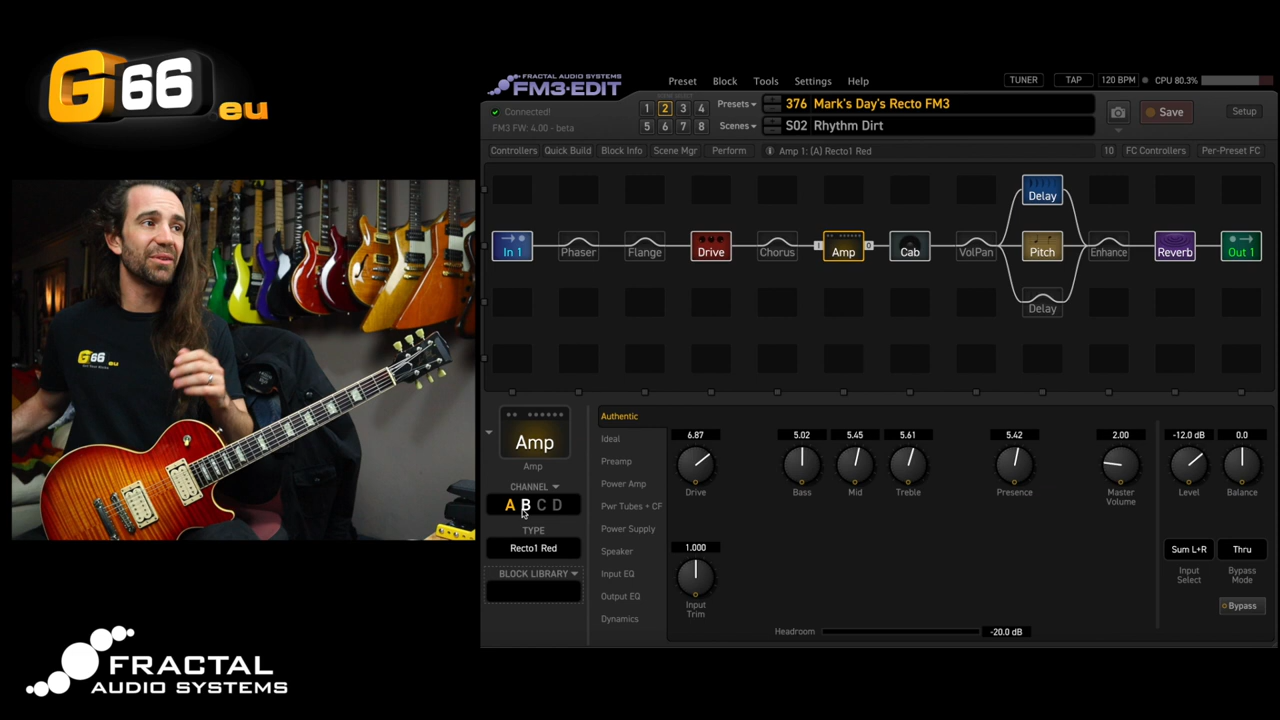 G66
.eu
G66
.eu
FRACTAL
AUDIO SYSTEMS
FRACTAL AUDIO SYSTEMS
FM3-EDIT
Preset Block Tools Settings Help
TUNER TAP 120 BPM CPU 80.3%
Connected!
FM3 FW: 4.00 - beta
1 2 3 4
5 6 7 8
Presets 376 Mark's Day's Recto FM3
Scenes S02 Rhythm Dirt
Save Setup
Controllers Quick Build Block Info Scene Mgr Perform Amp 1: (A) Recto1 Red 10 FC Controllers Per-Preset FC
Delay
In 1 Phaser Flange Drive Chorus I Amp O Cab VolPan Pitch Enhance Reverb Out 1
Delay
Amp
Amp
CHANNEL
A B C D
TYPE
Recto1 Red
BLOCK LIBRARY
Authentic
Ideal
Preamp
Power Amp
Pwr Tubes + CF
Power Supply
Speaker
Input EQ
Output EQ
Dynamics
6.87 5.02 5.45 5.61 5.42 2.00 -12.0 dB 0.0
Drive Bass Mid Treble Presence Master Volume Level Balance
1.000 Sum L+R Thru
Input Trim Input Select Bypass Mode
Bypass
Headroom -20.0 dB